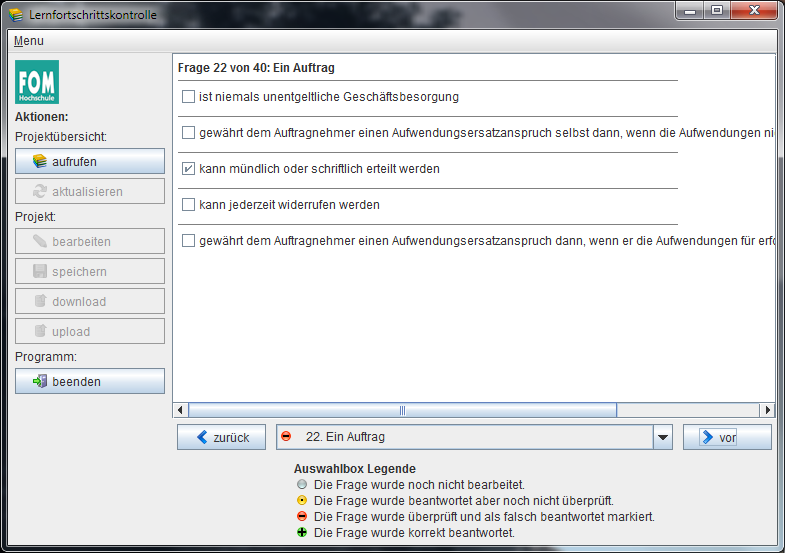 Lernfortschrittskontrolle
Menu
FOM
Hochschule
Aktionen:
Projektübersicht:
aufrufen
aktualisieren
Projekt:
bearbeiten
speichern
download
upload
Programm:
beenden
Frage 22 von 40: Ein Auftrag
ist niemals unentgeltliche Geschäftsbesorgung
gewährt dem Auftragnehmer einen Aufwendungsersatzanspruch selbst dann, wenn die Aufwendungen ni
kann mündlich oder schriftlich erteilt werden
kann jederzeit widerrufen werden
gewährt dem Auftragnehmer einen Aufwendungsersatzanspruch dann, wenn er die Aufwendungen für erfo
zurück
22. Ein Auftrag
vor
Auswahlbox Legende
Die Frage wurde noch nicht bearbeitet.
Die Frage wurde beantwortet aber noch nicht überprüft.
Die Frage wurde überprüft und als falsch beantwortet markiert.
Die Frage wurde korrekt beantwortet.